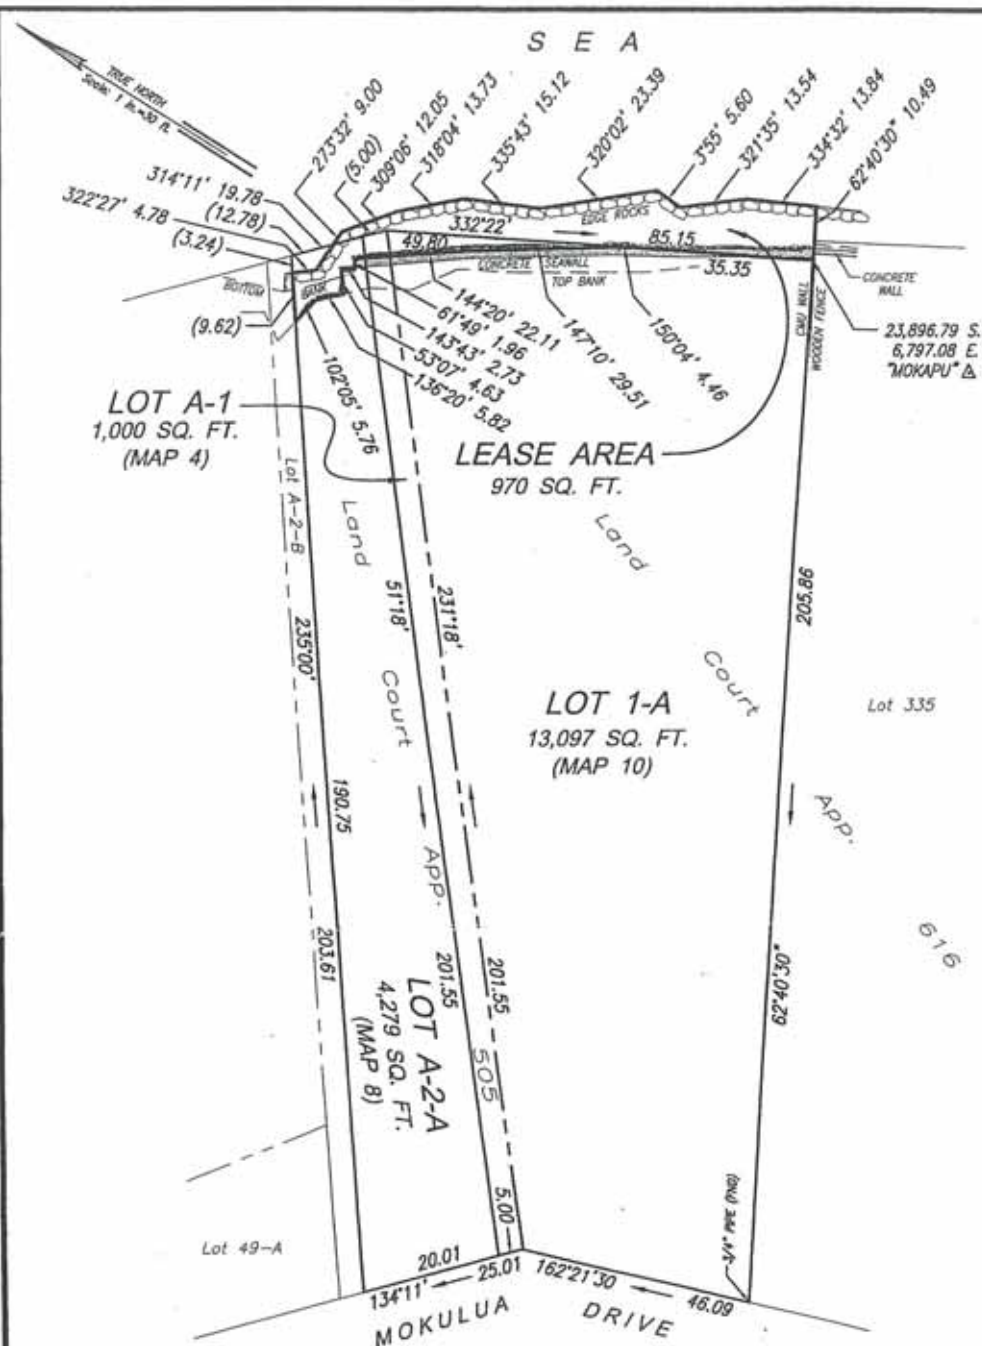 S E A
TRUE NORTH
Scale: 1 in.=30 ft.
273°32' 9.00
(5.00)
309°06' 12.05
318°04' 13.73
335°43' 15.12
320°02' 23.39
3°55' 5.60
321°35' 13.54
334°32' 13.84
62°40'30" 10.49
314°11' 19.78
(12.78)
322°27' 4.78
(3.24)
EDGE ROCKS
332°22'
85.15
49.80
CONCRETE SEAWALL
TOP BANK
35.35
BOTTOM
BANK
CONCRETE
WALL
CMU WALL
WOODEN FENCE
(9.62)
144°20' 22.11
61°49' 1.96
143°43' 2.73
53°07' 4.63
136°20' 5.82
102°05' 5.76
147°10' 29.51
150°04' 4.46
23,896.79 S.
6,797.08 E.
"MOKAPU" △
LOT A-1
1,000 SQ. FT.
(MAP 4)
LEASE AREA
970 SQ. FT.
Lot A-2-B
Land
Land
235°00'
51°18'
231°18'
205.86
Court
Court
LOT 1-A
13,097 SQ. FT.
(MAP 10)
Lot 335
190.75
App.
App.
203.61
201.55
201.55
62°40'30"
616
LOT A-2-A
4,279 SQ. FT.
(MAP 8)
505
5.00
3/4" PIPE (FND)
Lot 49-A
20.01
134°11'
25.01
162°21'30
46.09
MOKULUA DRIVE